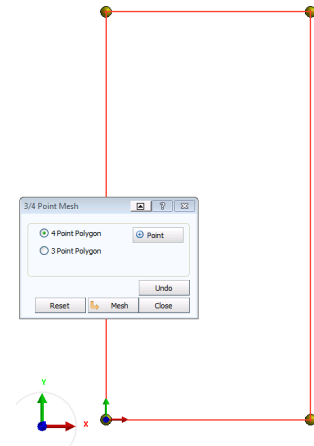 3/4 Point Mesh
4 Point Polygon
Point
3 Point Polygon
Undo
Reset
Mesh
Close
Y
X